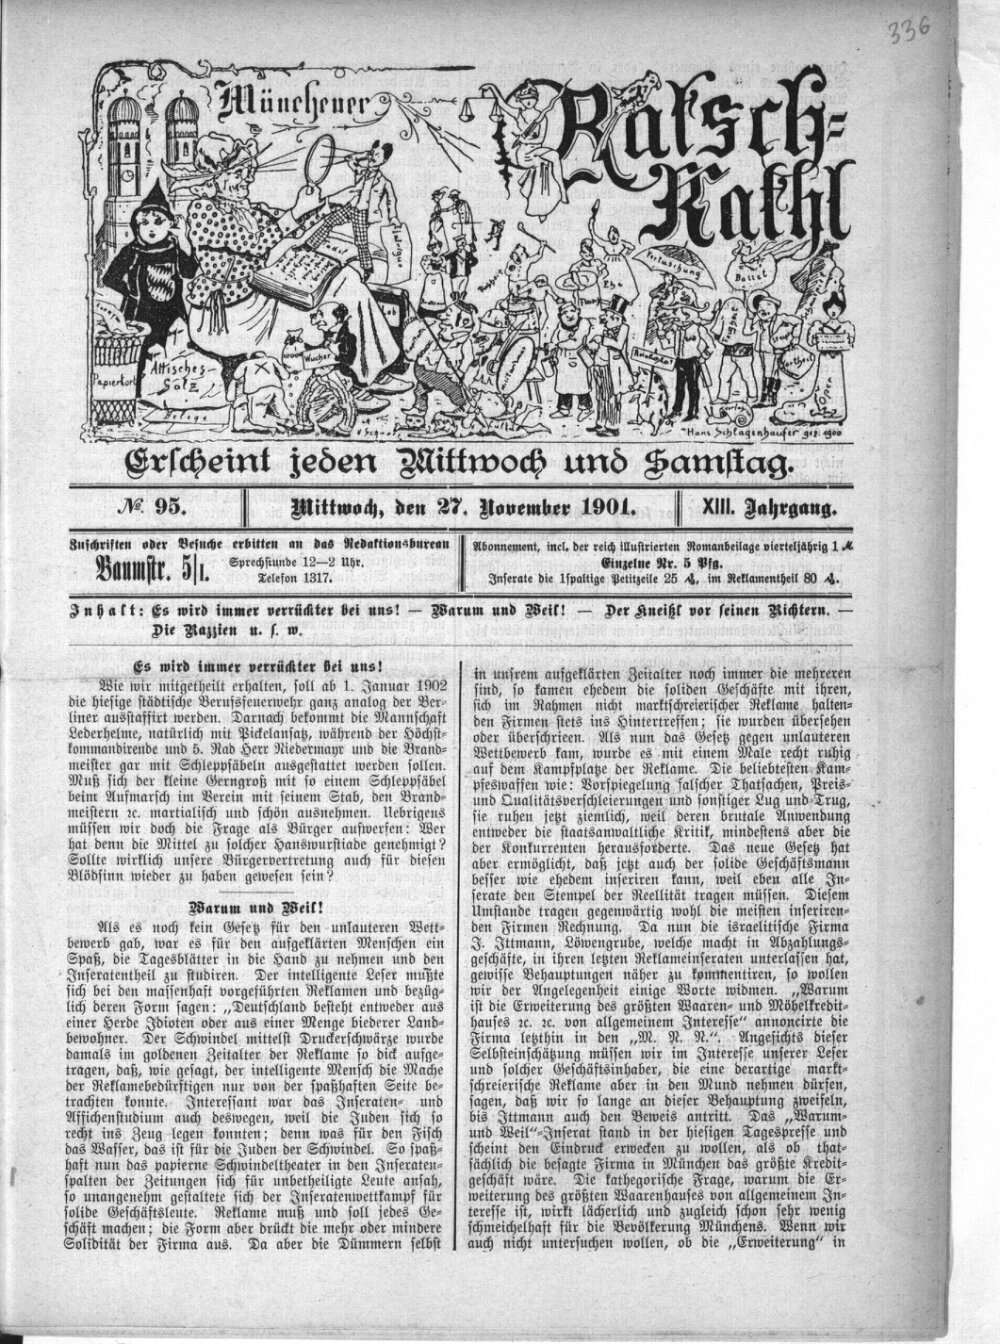 336
Münchener
Ratsch-
Kathl
Papierkorb
Attisches-
Salz
Wucher
Ehe
Ballet
Hans Schlagenhaufer gez. 1900
Erscheint jeden Mittwoch und Samstag.
№. 95.
Mittwoch, den 27. November 1901.
XIII. Jahrgang.
Zuschriften oder Besuche erbitten an das Redaktionsbureau
Baumstr. 5/1.
Sprechstunde 12—2 Uhr.
Telefon 1317.
Abonnement, incl. der reich illustrierten Romanbeilage vierteljährig 1 ℳ
Einzelne Nr. 5 Pfg.
Inserate die 1spaltige Petitzeile 25 ₰, im Reklamentheil 80 ₰.
Inhalt: Es wird immer verrückter bei uns! — Warum und Weil! — Der Kneißl vor seinen Richtern. —
Die Razzien u. s. w.
Es wird immer verrückter bei uns!
Wie wir mitgetheilt erhalten, soll ab 1. Januar 1902
die hiesige städtische Berufsfeuerwehr ganz analog der Ber-
liner ausstaffirt werden. Darnach bekommt die Mannschaft
Lederhelme, natürlich mit Pickelansatz, während der Höchst-
kommandirende und 5. Rad Herr Niedermayr und die Brand-
meister gar mit Schleppsäbeln ausgestattet werden sollen.
Muß sich der kleine Gerngroß mit so einem Schleppsäbel
beim Aufmarsch im Verein mit seinem Stab, den Brand-
meistern ꝛc. martialisch und schön ausnehmen. Uebrigens
müssen wir doch die Frage als Bürger aufwerfen: Wer
hat denn die Mittel zu solcher Hanswurstiade genehmigt?
Sollte wirklich unsere Bürgervertretung auch für diesen
Blödsinn wieder zu haben gewesen sein?
Warum und Weil!
Als es noch kein Gesetz für den unlauteren Wett-
bewerb gab, war es für den aufgeklärten Menschen ein
Spaß, die Tagesblätter in die Hand zu nehmen und den
Inseratentheil zu studiren. Der intelligente Leser mußte
sich bei den massenhaft vorgeführten Reklamen und bezüg-
lich deren Form sagen: „Deutschland besteht entweder aus
einer Herde Idioten oder aus einer Menge biederer Land-
bewohner. Der Schwindel mittelst Druckerschwärze wurde
damals im goldenen Zeitalter der Reklame so dick aufge-
tragen, daß, wie gesagt, der intelligente Mensch die Mache
der Reklamebedürftigen nur von der spaßhaften Seite be-
trachten konnte. Interessant war das Inseraten- und
Affichenstudium auch deswegen, weil die Juden sich so
recht ins Zeug legen konnten; denn was für den Fisch
das Wasser, das ist für die Juden der Schwindel. So spaß-
haft nun das papierne Schwindeltheater in den Inseraten-
spalten der Zeitungen sich für unbetheiligte Leute ansah,
so unangenehm gestaltete sich der Inseratenwettkampf für
solide Geschäftsleute. Reklame muß und soll jedes Ge-
schäft machen; die Form aber drückt die mehr oder mindere
Solidität der Firma aus. Da aber die Dümmern selbst
in unsrem aufgeklärten Zeitalter noch immer die mehreren
sind, so kamen ehedem die soliden Geschäfte mit ihren,
sich im Rahmen nicht marktschreierischer Reklame halten-
den Firmen stets ins Hintertreffen; sie wurden übersehen
oder überschrieen. Als nun das Gesetz gegen unlauteren
Wettbewerb kam, wurde es mit einem Male recht ruhig
auf dem Kampfplatze der Reklame. Die beliebtesten Kam-
pfeswaffen wie: Vorspiegelung falscher Thatsachen, Preis-
und Qualitätsverschleierungen und sonstiger Lug und Trug,
sie ruhen jetzt ziemlich, weil deren brutale Anwendung
entweder die staatsanwaltliche Kritik, mindestens aber die
der Konkurrenten herausforderte. Das neue Gesetz hat
aber ermöglicht, daß jetzt auch der solide Geschäftsmann
besser wie ehedem inseriren kann, weil eben alle In-
serate den Stempel der Reellität tragen müssen. Diesem
Umstande tragen gegenwärtig wohl die meisten inseriren-
den Firmen Rechnung. Da nun die israelitische Firma
J. Ittmann, Löwengrube, welche macht in Abzahlungs-
geschäfte, in ihren letzten Reklameinseraten unterlassen hat,
gewisse Behauptungen näher zu kommentiren, so wollen
wir der Angelegenheit einige Worte widmen. „Warum
ist die Erweiterung des größten Waaren- und Möbelkredit-
hauses ꝛc. ꝛc. von allgemeinem Interesse“ annoncirte die
Firma letzthin in den „M. N. N.“. Angesichts dieser
Selbsteinschätzung müssen wir im Interesse unserer Leser
und solcher Geschäftsinhaber, die eine derartige markt-
schreierische Reklame aber in den Mund nehmen dürfen,
sagen, daß wir so lange an dieser Behauptung zweifeln,
bis Ittmann auch den Beweis antritt. Das „Warum-
und Weil“-Inserat stand in der hiesigen Tagespresse und
scheint den Eindruck erwecken zu wollen, als ob that-
sächlich die besagte Firma in München das größte Kredit-
geschäft wäre. Die kathegorische Frage, warum die Er-
weiterung des größten Waarenhauses von allgemeinem In-
teresse ist, wirkt lächerlich und zugleich schon sehr wenig
schmeichelhaft für die Bevölkerung Münchens. Wenn wir
auch nicht untersuchen wollen, ob die „Erweiterung“ in